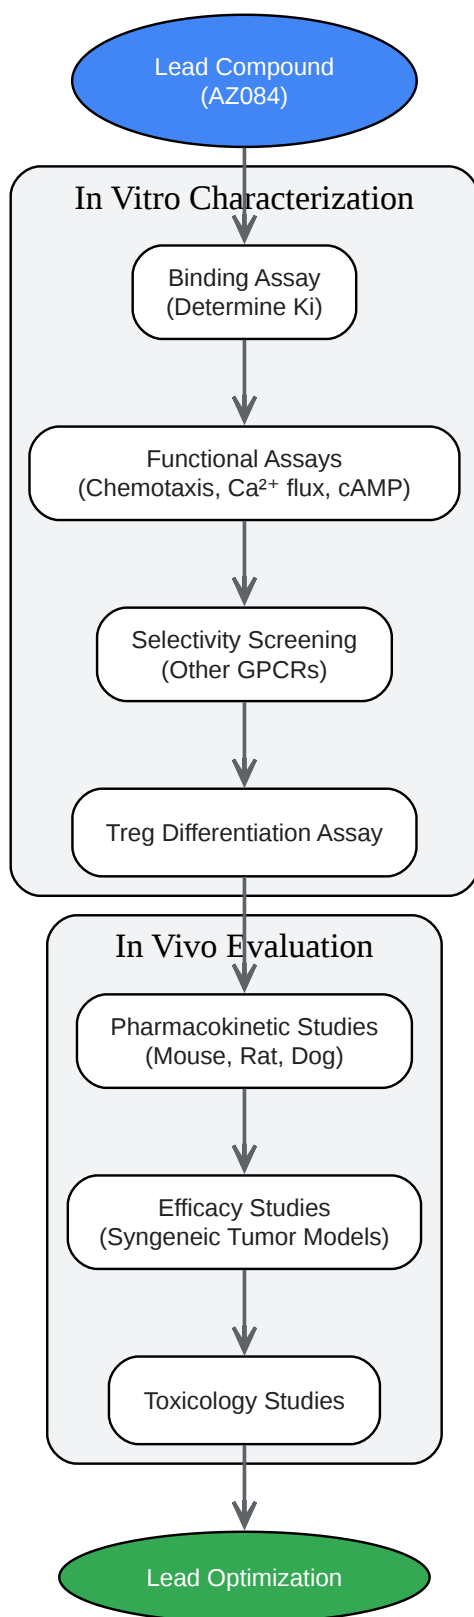 Lead Compound
(AZ084)
In Vitro Characterization
Binding Assay
(Determine Ki)
Functional Assays
(Chemotaxis, Ca²⁺ flux, cAMP)
Selectivity Screening
(Other GPCRs)
Treg Differentiation Assay
In Vivo Evaluation
Pharmacokinetic Studies
(Mouse, Rat, Dog)
Efficacy Studies
(Syngeneic Tumor Models)
Toxicology Studies
Lead Optimization